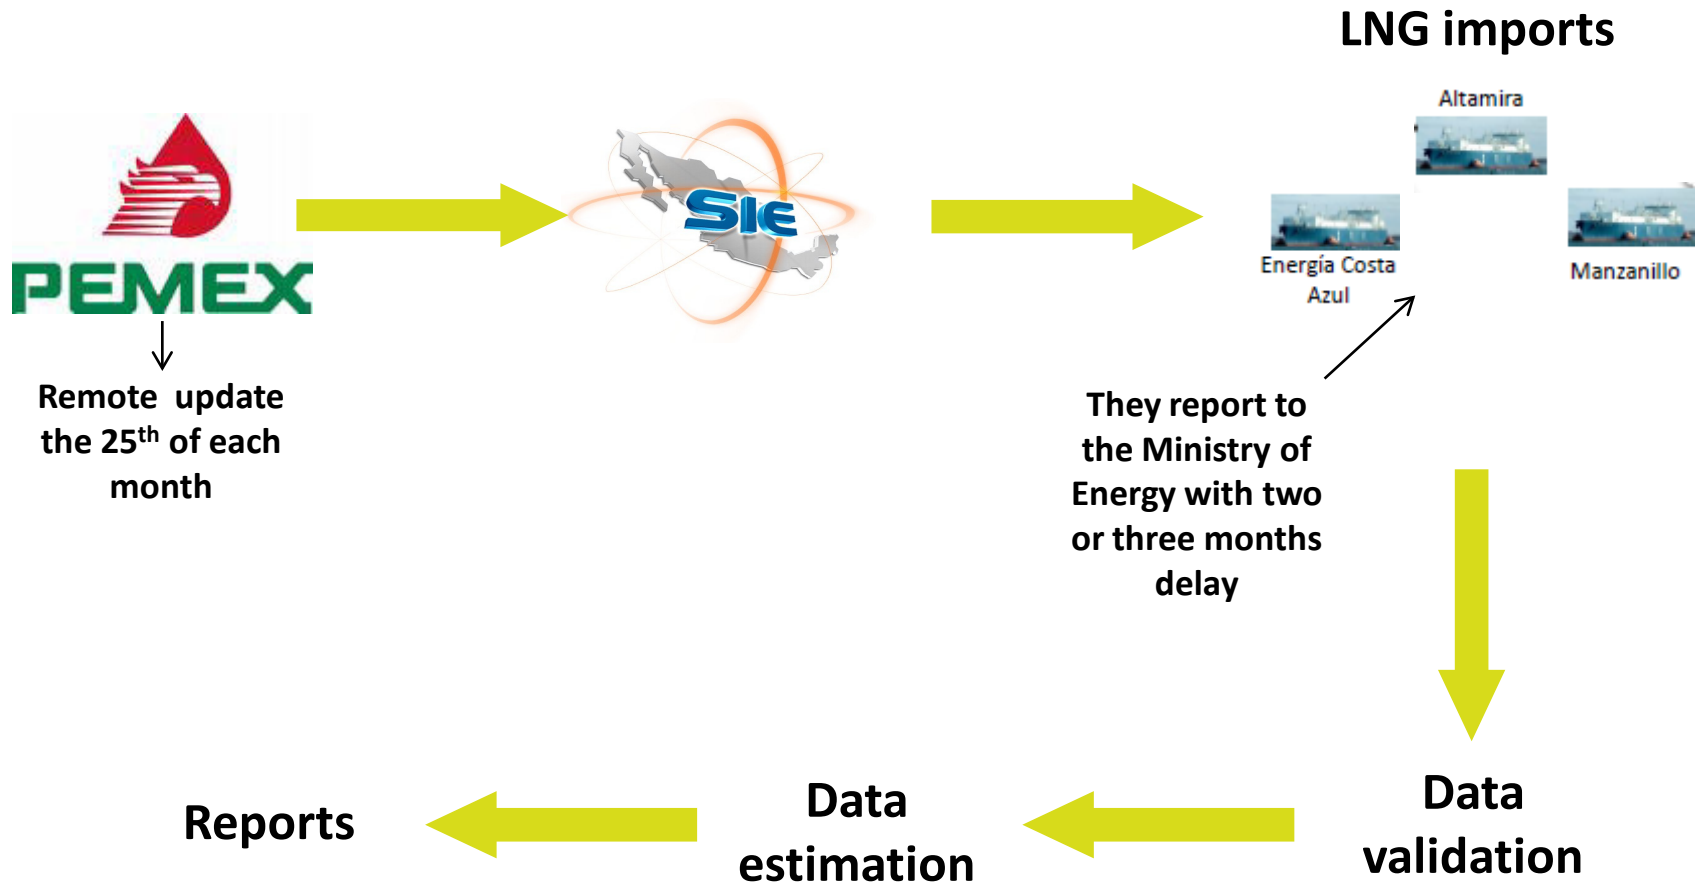 LNG imports
Altamira
PEMEX
SIE
Energía Costa
Azul
Manzanillo
Remote  update
the 25th of each
month
They report to
the Ministry of
Energy with two
or three months
delay
Reports
Data
estimation
Data
validation